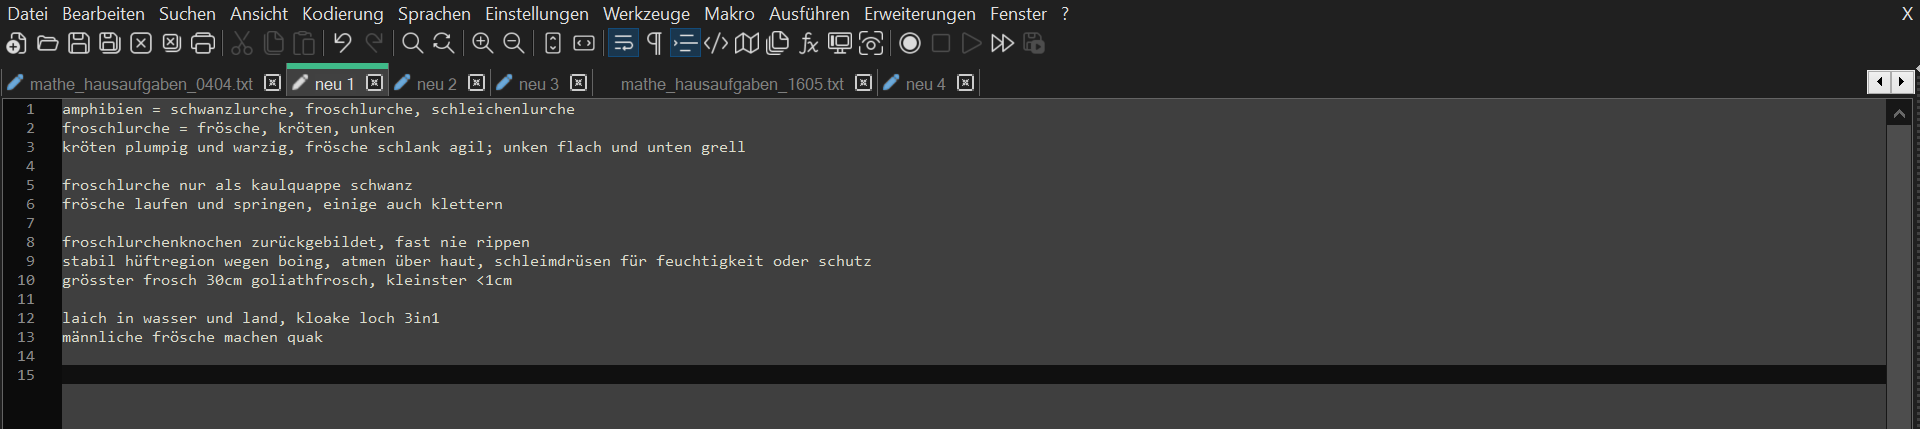 Datei Bearbeiten Suchen Ansicht Kodierung Sprachen Einstellungen Werkzeuge Makro Ausführen Erweiterungen Fenster ? X
mathe_hausaufgaben_0404.txt neu 1 neu 2 neu 3 mathe_hausaufgaben_1605.txt neu 4
1 amphibien = schwanzlurche, froschlurche, schleichenlurche
2 froschlurche = frösche, kröten, unken
3 kröten plumpig und warzig, frösche schlank agil; unken flach und unten grell
4
5 froschlurche nur als kaulquappe schwanz
6 frösche laufen und springen, einige auch klettern
7
8 froschlurchenknochen zurückgebildet, fast nie rippen
9 stabil hüftregion wegen boing, atmen über haut, schleimdrüsen für feuchtigkeit oder schutz
10 grösster frosch 30cm goliathfrosch, kleinster <1cm
11
12 laich in wasser und land, kloake loch 3in1
13 männliche frösche machen quak
14
15